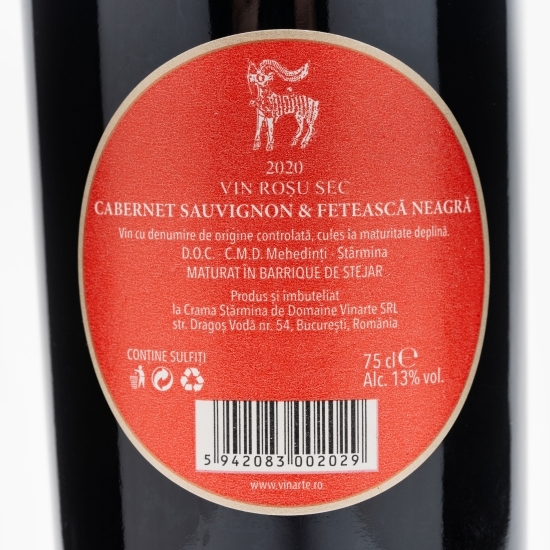 2020
VIN ROȘU SEC
CABERNET SAUVIGNON & FETEASCĂ NEAGRĂ
Vin cu denumire de origine controlată, cules la maturitate deplină.
D.O.C. - C.M.D. Mehedinți - Stârmina
MATURAT ÎN BARRIQUE DE STEJAR
Produs și îmbuteliat
la Crama Stârmina de Domaine Vinarte SRL
str. Dragoș Vodă nr. 54, București, România
CONȚINE SULFIȚI
75 cl e
Alc. 13% vol.
5 942083 002029
www.vinarte.ro